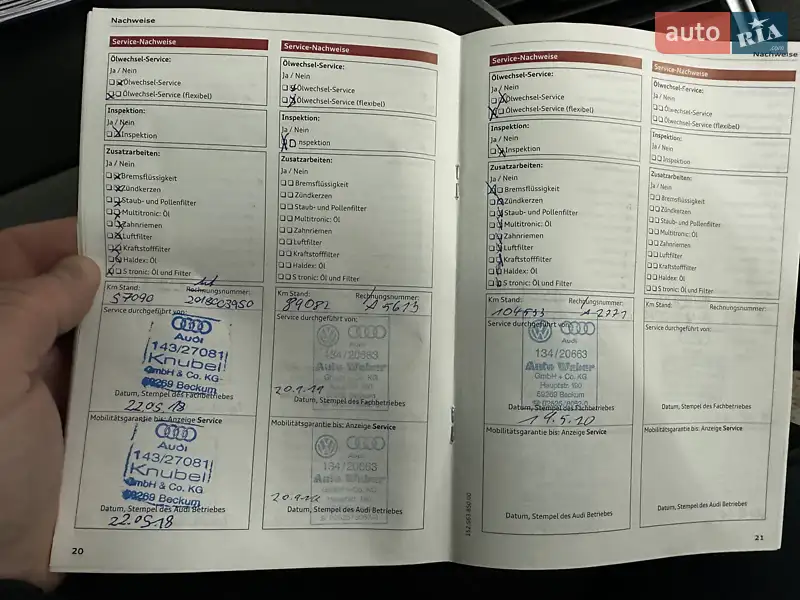 Nachweise
Service-Nachweise
Ölwechsel-Service:
Ja / Nein
Ölwechsel-Service
Ölwechsel-Service (flexibel)
Inspektion:
Ja / Nein
Inspektion
Zusatzarbeiten:
Ja / Nein
Bremsflüssigkeit
Zündkerzen
Staub- und Pollenfilter
Multitronic: Öl
Zahnriemen
Luftfilter
Kraftstofffilter
Haldex: Öl
S tronic: Öl und Filter
Km Stand: Rechnungsnummer:
57090 2018003950
Service durchgeführt von:
Audi
143/27081
Knubel
GmbH & Co. KG
59269 Beckum
Datum, Stempel des Fachbetriebes
22.05.18
Mobilitätsgarantie bis: Anzeige Service
Audi
143/27081
Knubel
GmbH & Co. KG
59269 Beckum
Datum, Stempel des Audi Betriebes
22.05.18
20
Service-Nachweise
Ölwechsel-Service:
Ja / Nein
Ölwechsel-Service
Ölwechsel-Service (flexibel)
Inspektion:
Ja / Nein
Inspektion
Zusatzarbeiten:
Ja / Nein
Bremsflüssigkeit
Zündkerzen
Staub- und Pollenfilter
Multitronic: Öl
Zahnriemen
Luftfilter
Kraftstofffilter
Haldex: Öl
S tronic: Öl und Filter
Km Stand: Rechnungsnummer:
89082 A 5615
Service durchgeführt von:
Audi
134/20663
Auto Weber
GmbH + Co. KG
Datum, Stempel des Fachbetriebes
Mobilitätsgarantie bis: Anzeige Service
Audi
134/20663
Auto Weber
Datum, Stempel des Audi Betriebes
Service-Nachweise
Ölwechsel-Service:
Ja / Nein
Ölwechsel-Service
Ölwechsel-Service (flexibel)
Inspektion:
Ja / Nein
Inspektion
Zusatzarbeiten:
Ja / Nein
Bremsflüssigkeit
Zündkerzen
Staub- und Pollenfilter
Multitronic: Öl
Zahnriemen
Luftfilter
Kraftstofffilter
Haldex: Öl
S tronic: Öl und Filter
Km Stand: Rechnungsnummer:
A 2771
Service durchgeführt von:
Audi
134/20663
Auto Weber
GmbH + Co. KG
Hauptstr. 100
59269 Beckum
Datum, Stempel des Fachbetriebes
19.5.20
Mobilitätsgarantie bis: Anzeige Service
Datum, Stempel des Audi Betriebes
Nachweise
Service-Nachweise
Ölwechsel-Service:
Ja / Nein
Ölwechsel-Service
Ölwechsel-Service (flexibel)
Inspektion:
Ja / Nein
Inspektion
Zusatzarbeiten:
Ja / Nein
Bremsflüssigkeit
Zündkerzen
Staub- und Pollenfilter
Multitronic: Öl
Zahnriemen
Luftfilter
Kraftstofffilter
Haldex: Öl
S tronic: Öl und Filter
Km Stand: Rechnungsnummer:
Service durchgeführt von:
Datum, Stempel des Fachbetriebes
Mobilitätsgarantie bis: Anzeige Service
Datum, Stempel des Audi Betriebes
21
auto RIA
.com